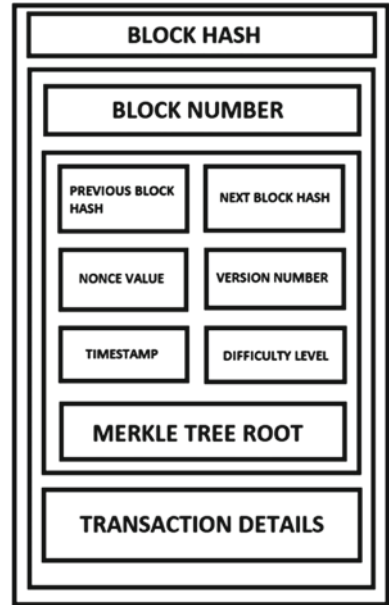 BLOCK HASH
BLOCK NUMBER
PREVIOUS BLOCK
HASH
NEXT BLOCK HASH
NONCE VALUE
VERSION NUMBER
TIMESTAMP
DIFFICULTY LEVEL
MERKLE TREE ROOT
TRANSACTION DETAILS